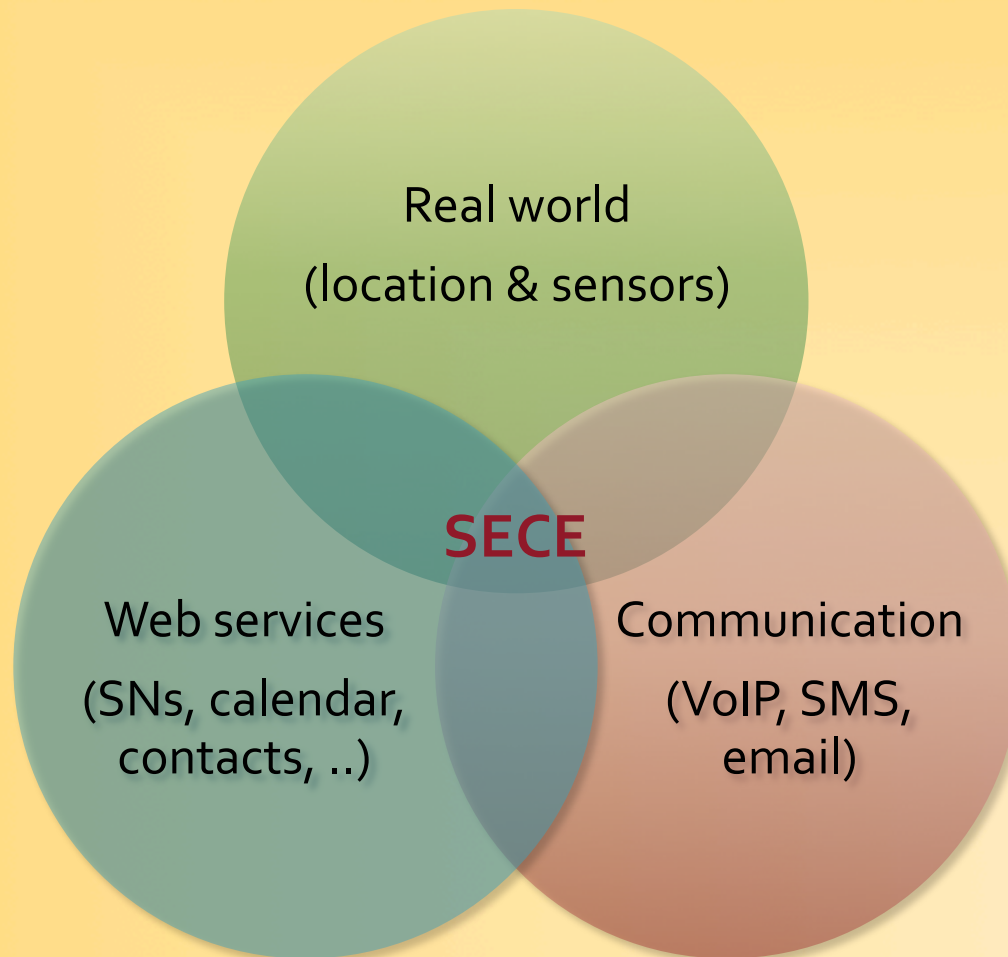 Real world
(location & sensors)
SECE
Web services
(SNs, calendar,
contacts, ..)
Communication
(VoIP, SMS,
email)